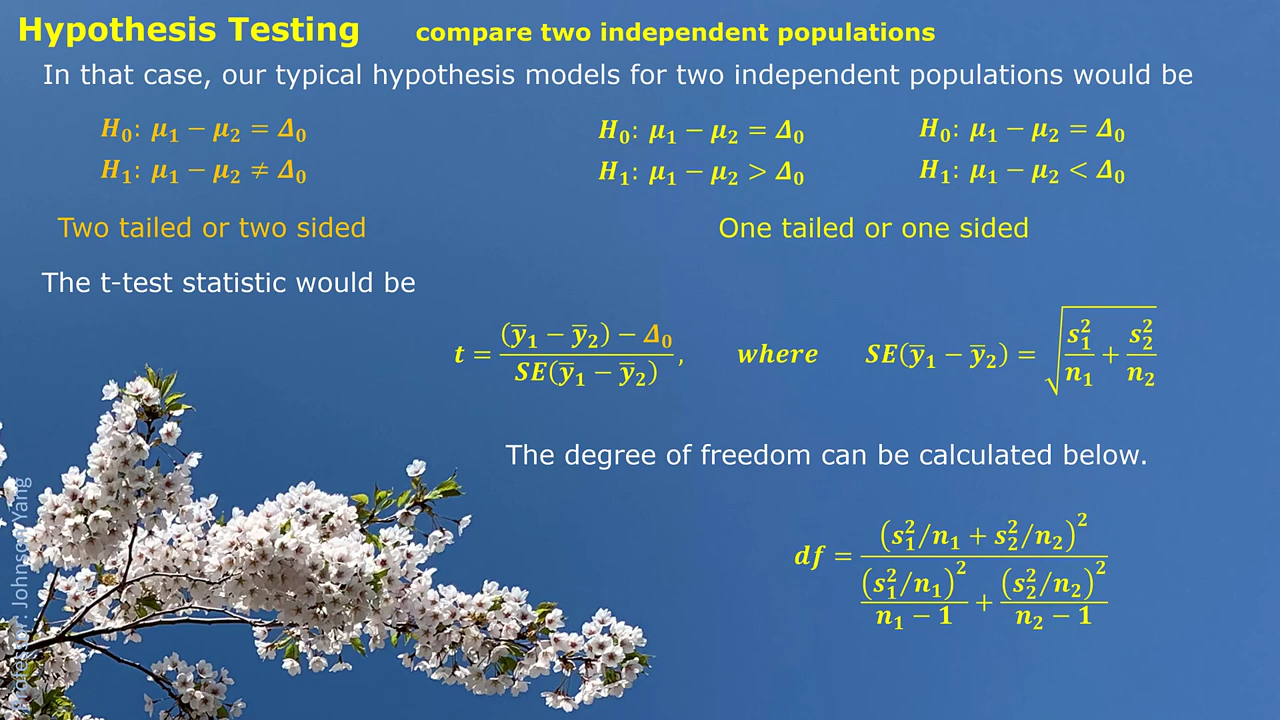 Hypothesis Testing compare two independent populations
In that case, our typical hypothesis models for two independent populations would be
H₀: μ₁ − μ₂ = Δ₀ H₀: μ₁ − μ₂ = Δ₀ H₀: μ₁ − μ₂ = Δ₀
H₁: μ₁ − μ₂ ≠ Δ₀ H₁: μ₁ − μ₂ > Δ₀ H₁: μ₁ − μ₂ < Δ₀
Two tailed or two sided One tailed or one sided
The t-test statistic would be
t = ((ȳ₁ − ȳ₂) − Δ₀) / SE(ȳ₁ − ȳ₂), where SE(ȳ₁ − ȳ₂) = √(s₁²/n₁ + s₂²/n₂)
The degree of freedom can be calculated below.
df = (s₁²/n₁ + s₂²/n₂)² / ((s₁²/n₁)²/(n₁ − 1) + (s₂²/n₂)²/(n₂ − 1))
Professor: Johnson Yang